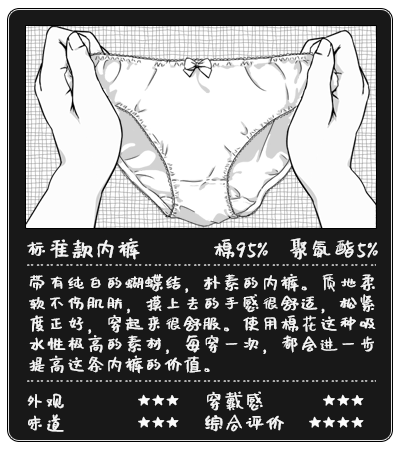 标准款内裤 棉95% 聚氨酯5%
带有纯白的蝴蝶结，朴素的内裤。质地柔
软不伤肌肤，摸上去的手感很舒适，松紧
度正好，穿起来很舒服。使用棉花这种吸
水性极高的素材，每穿一次，都会进一步
提高这条内裤的价值。
外观 ★★★ 穿戴感 ★★★
味道 ★★★ 综合评价 ★★★★